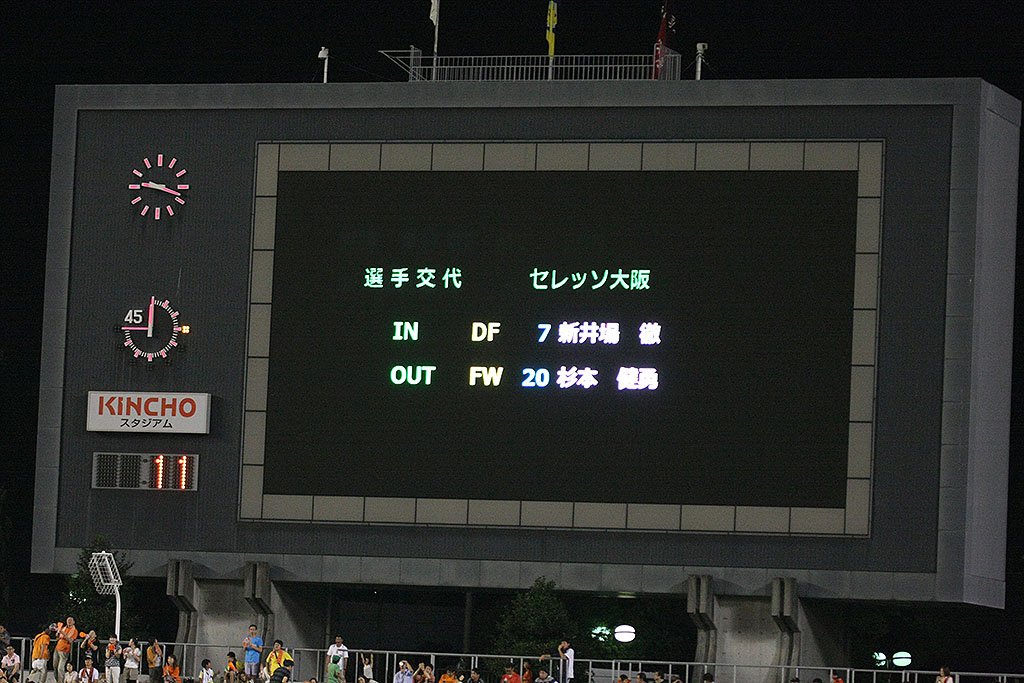 選手交代 セレッソ大阪
IN DF 7 新井場 徹
OUT FW 20 杉本 健勇
45
KINCHO
スタジアム
11